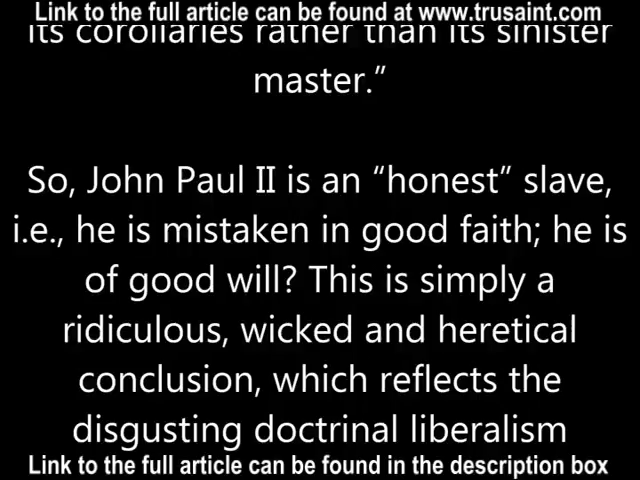 Link to the full article can be found at www.trusaint.com
its corollaries rather than its sinister
master.”
So, John Paul II is an “honest” slave,
i.e., he is mistaken in good faith; he is
of good will? This is simply a
ridiculous, wicked and heretical
conclusion, which reflects the
disgusting doctrinal liberalism
Link to the full article can be found in the description box